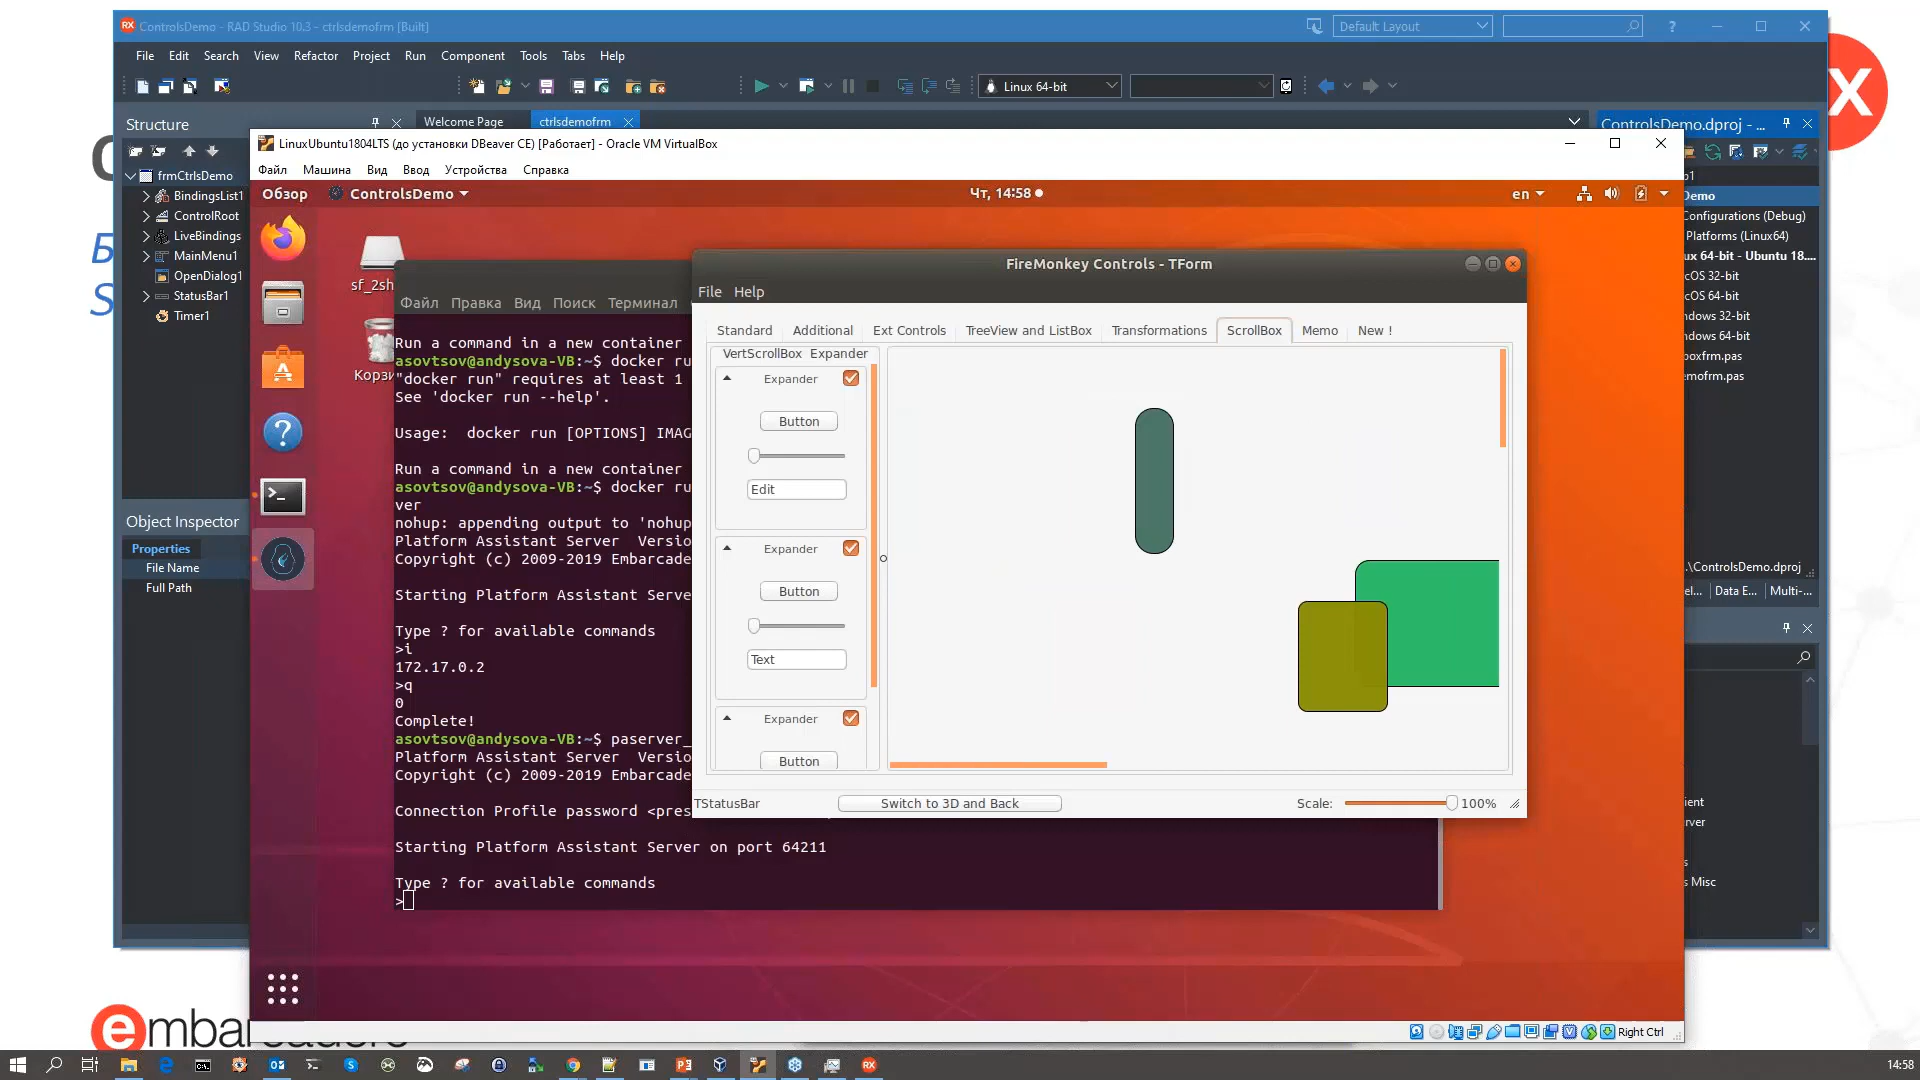 ControlsDemo - RAD Studio 10.3 - ctrlsdemofrm [Built]
Default Layout
File Edit Search View Refactor Project Run Component Tools Tabs Help
Linux 64-bit
Structure
Welcome Page
ctrlsdemofrm
ControlsDemo.dproj - ...
frmCtrlsDemo
BindingsList1
ControlRoot
LiveBindings
MainMenu1
OpenDialog1
StatusBar1
Timer1
Object Inspector
Properties
File Name
Full Path
LinuxUbuntu1804LTS (до установки DBeaver CE) [Работает] - Oracle VM VirtualBox
Файл Машина Вид Ввод Устройства Справка
Обзор
ControlsDemo
Чт, 14:58
en
sf_2sh
Корзи
Файл Правка Вид Поиск Терминал
Run a command in a new container
asovtsov@andysova-VB:~$ docker ru
"docker run" requires at least 1
See 'docker run --help'.
Usage: docker run [OPTIONS] IMAG
Run a command in a new container
asovtsov@andysova-VB:~$ docker ru
ver
nohup: appending output to 'nohup
Platform Assistant Server Versio
Copyright (c) 2009-2019 Embarcade
Starting Platform Assistant Serve
Type ? for available commands
>i
172.17.0.2
>q
0
Complete!
asovtsov@andysova-VB:~$ paserver_
Platform Assistant Server Versio
Copyright (c) 2009-2019 Embarcade
Connection Profile password <pres
Starting Platform Assistant Server on port 64211
Type ? for available commands
>
FireMonkey Controls - TForm
File Help
Standard Additional Ext Controls TreeView and ListBox Transformations ScrollBox Memo New !
VertScrollBox Expander
Expander
Button
Edit
Expander
Button
Text
Expander
Button
TStatusBar
Switch to 3D and Back
Scale:
100%
p1
Demo
Configurations (Debug)
Platforms (Linux64)
ux 64-bit - Ubuntu 18....
cOS 32-bit
cOS 64-bit
ndows 32-bit
ndows 64-bit
boxfrm.pas
emofrm.pas
.\ControlsDemo.dproj
el... Data E... Multi-...
ient
erver
s
s Misc
Right Ctrl
embarcadero
14:58